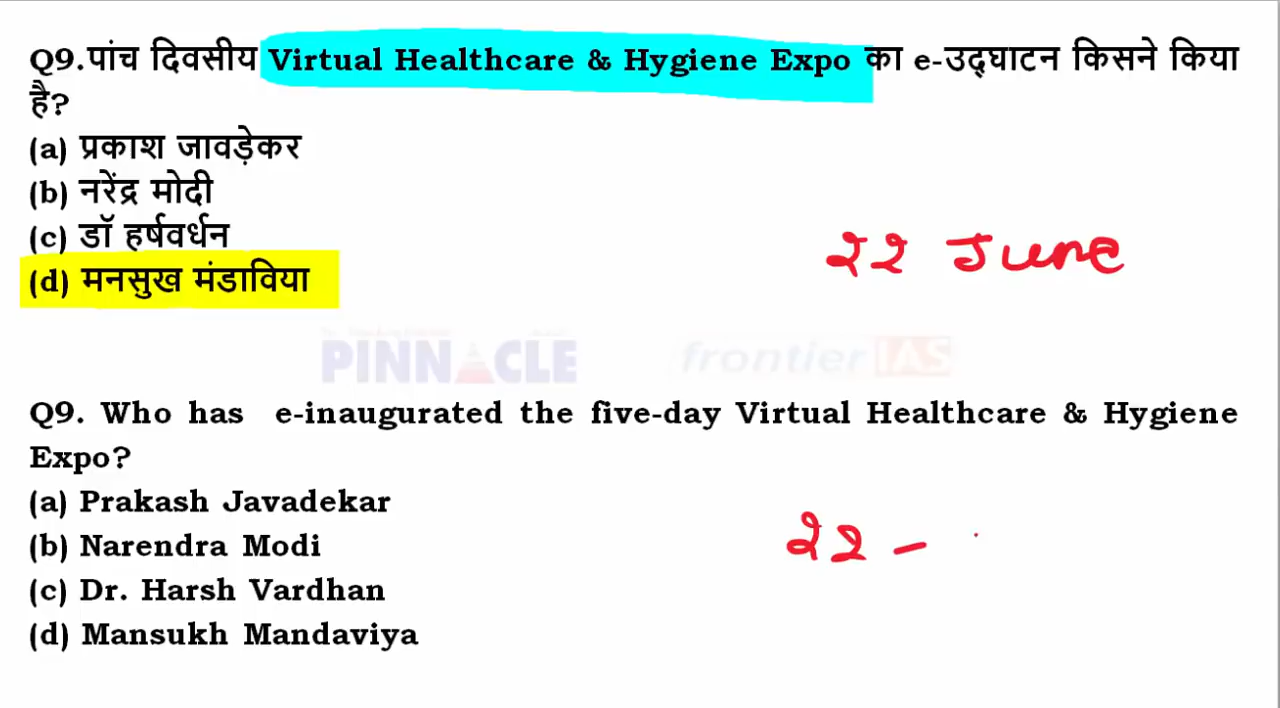 Q9.पांच दिवसीय Virtual Healthcare & Hygiene Expo का e-उद्घाटन किसने किया
है?
(a) प्रकाश जावड़ेकर
(b) नरेंद्र मोदी
(c) डॉ हर्षवर्धन
(d) मनसुख मंडाविया
22 June
PINNACLE frontier IAS
Q9. Who has e-inaugurated the five-day Virtual Healthcare & Hygiene
Expo?
(a) Prakash Javadekar
(b) Narendra Modi
(c) Dr. Harsh Vardhan
(d) Mansukh Mandaviya
22 -